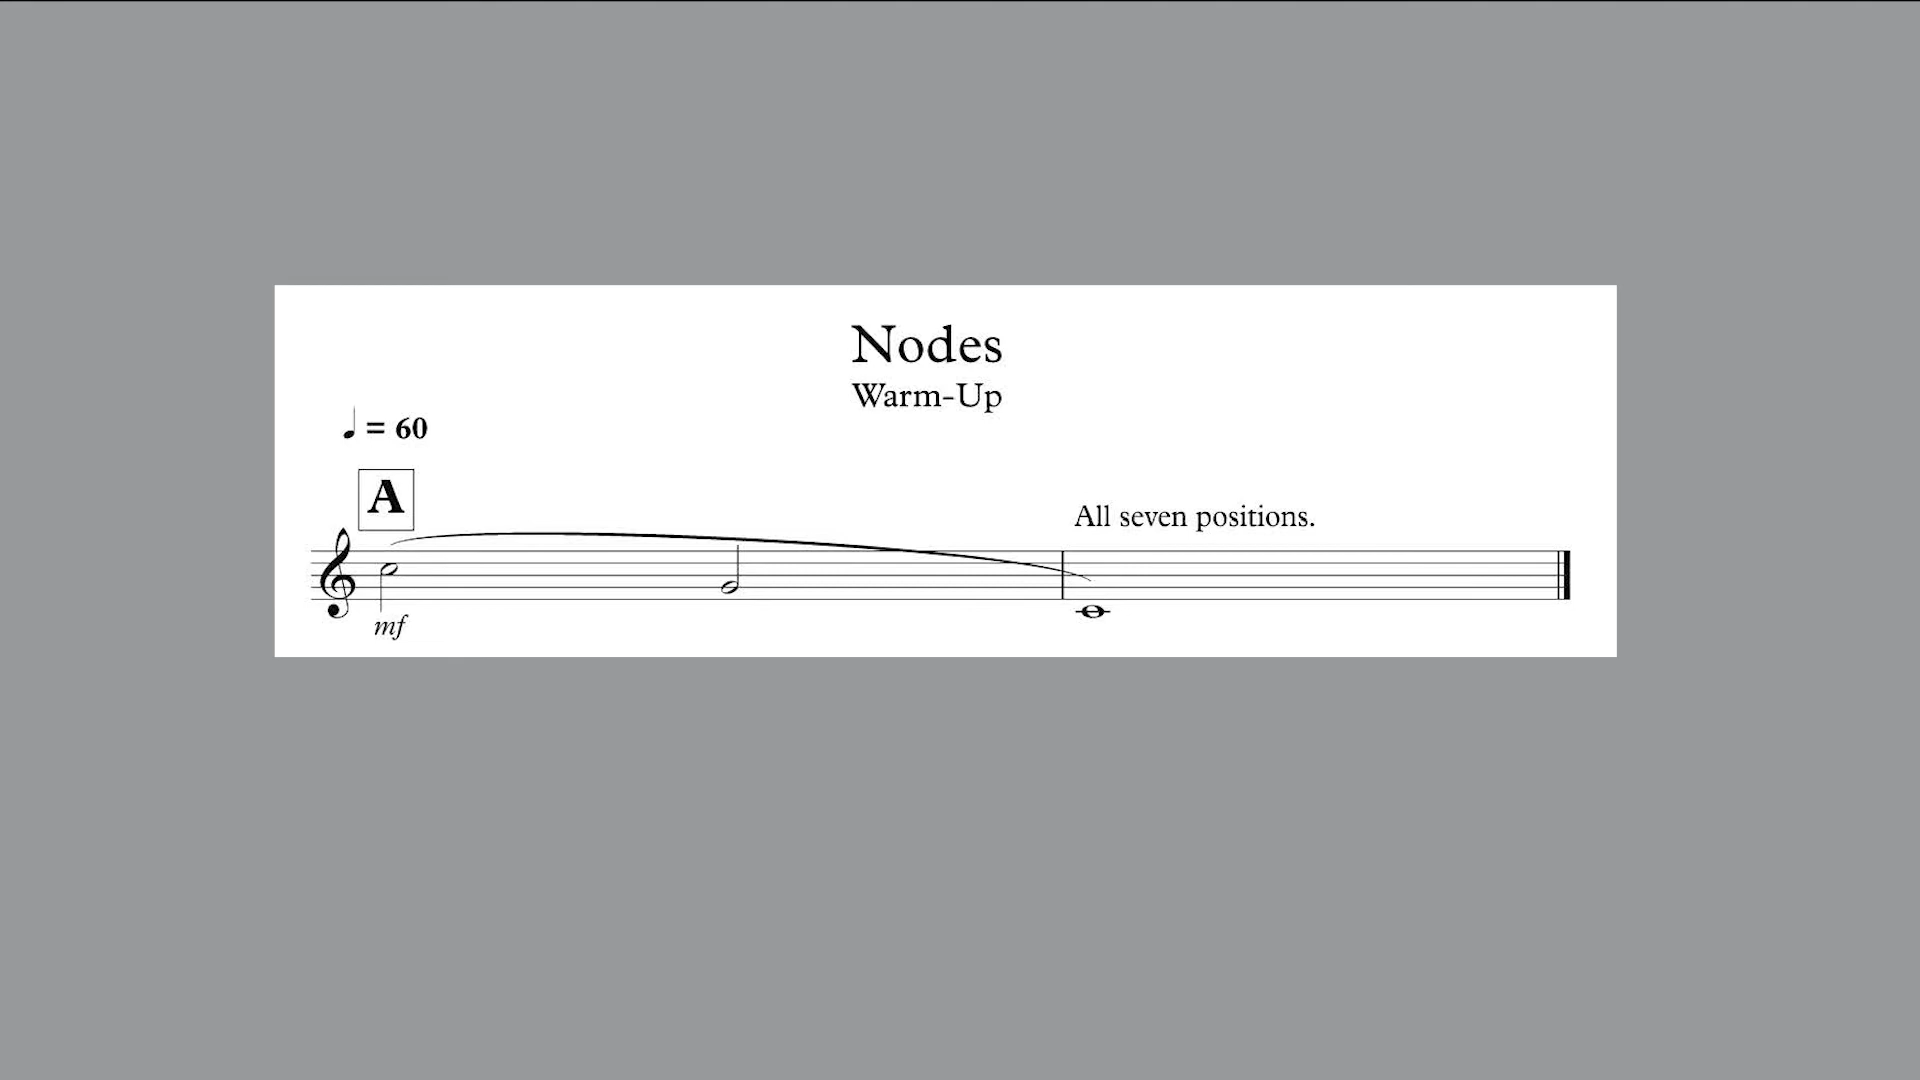 Nodes
Warm-Up
♩ = 60
A
All seven positions.
mf